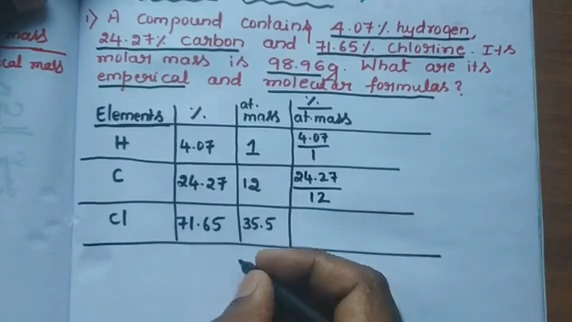 1) A compound contains 4.07% hydrogen,
mass 24.27% carbon and 71.65% Chlorine. Its
mass molar mass is 98.96g. What are its
emperical and molecular formulas?
Elements % at. mass %/at. mass
H 4.07 1 4.07/1
C 24.27 12 24.27/12
Cl 71.65 35.5